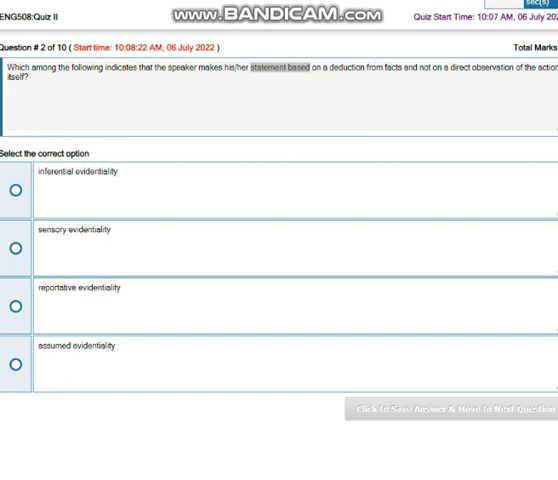 sec(s)
ENG508:Quiz II
WWW.BANDICAM.COM
Quiz Start Time: 10:07 AM, 06 July
Question # 2 of 10 ( Start time: 10:08:22 AM, 06 July 2022 )
Total Marks
Which among the following indicates that the speaker makes his/her statement based on a deduction from facts and not on a direct observation of the action
itself?
Select the correct option
inferential evidentiality
sensory evidentiality
reportative evidentiality
assumed evidentiality
Click to Save Answer & Move to Next Question